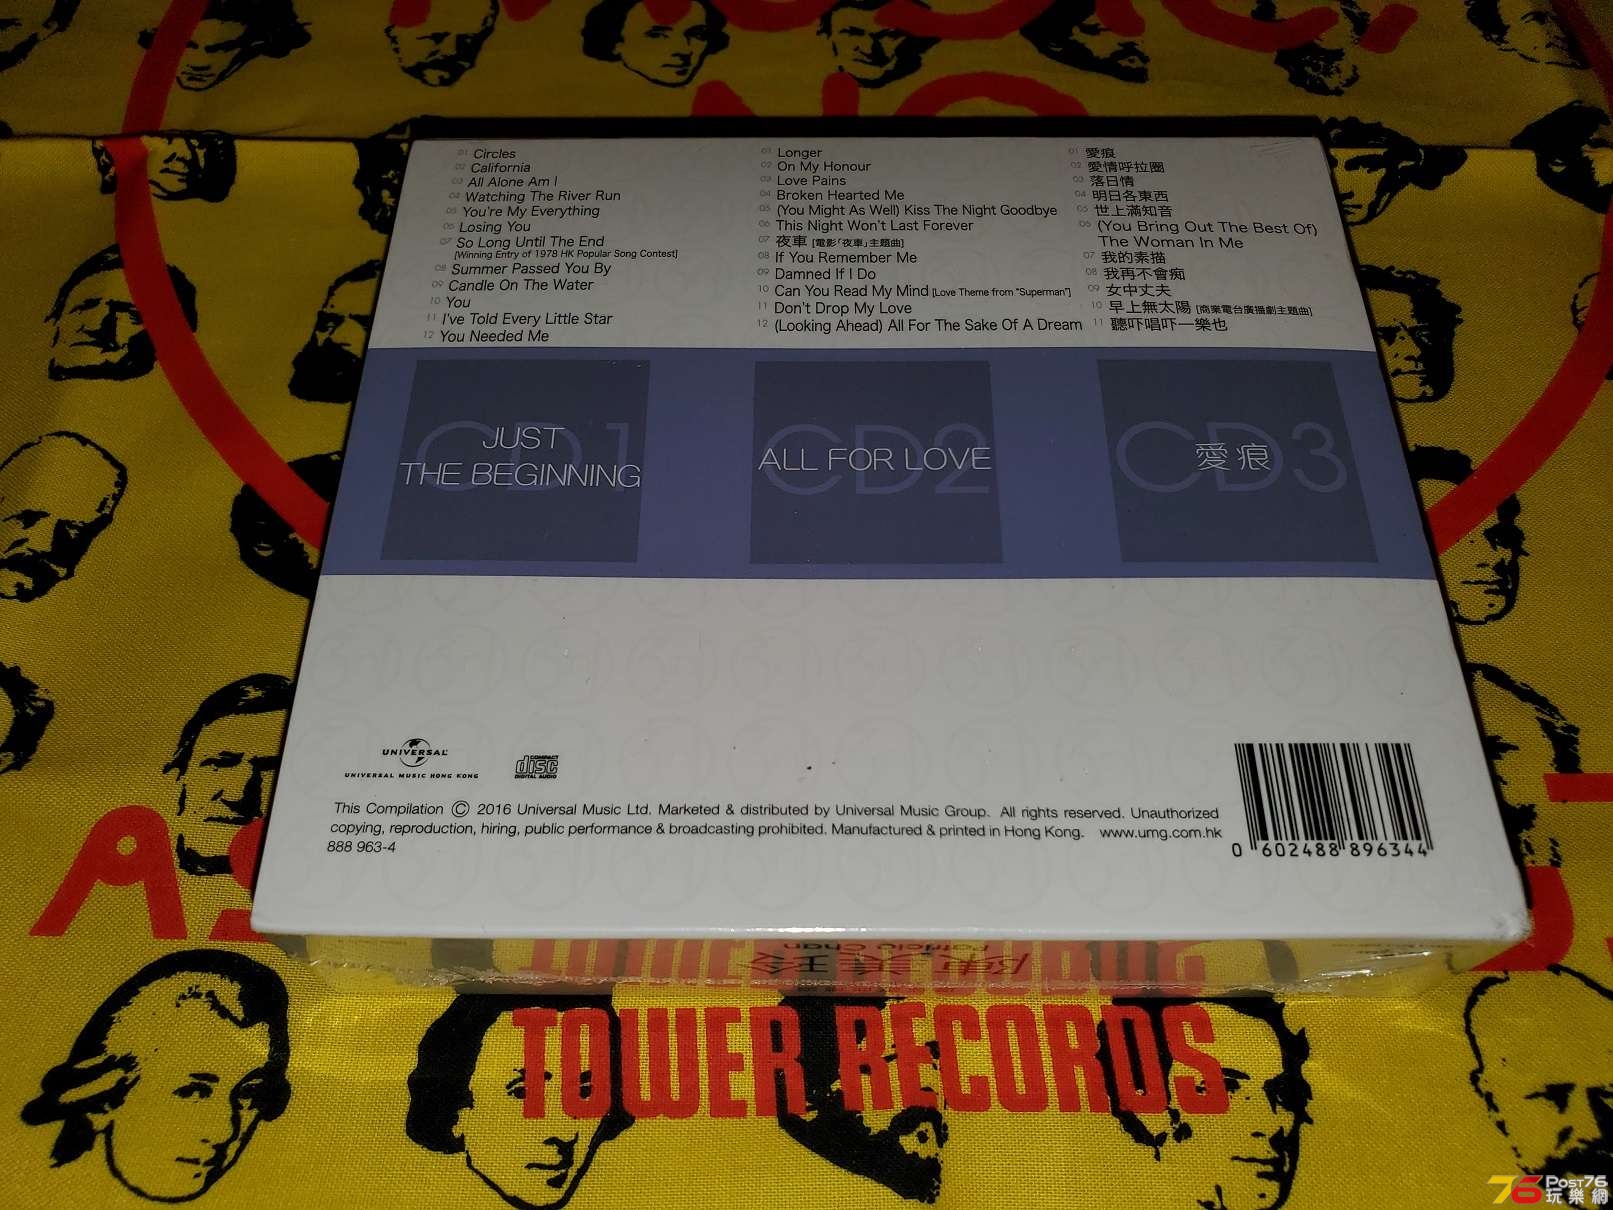 MUSIC,
NO
01 Circles
02 California
03 All Alone Am I
04 Watching The River Run
05 You're My Everything
06 Losing You
07 So Long Until The End
[Winning Entry of 1978 HK Popular Song Contest]
08 Summer Passed You By
09 Candle On The Water
10 You
11 I've Told Every Little Star
12 You Needed Me
01 Longer
02 On My Honour
03 Love Pains
04 Broken Hearted Me
05 (You Might As Well) Kiss The Night Goodbye
06 This Night Won't Last Forever
07 夜車 [電影「夜車」主題曲]
08 If You Remember Me
09 Damned If I Do
10 Can You Read My Mind [Love Theme from "Superman"]
11 Don't Drop My Love
12 (Looking Ahead) All For The Sake Of A Dream
01 愛痕
02 愛情呼拉圈
03 落日情
04 明日各東西
05 世上滿知音
06 (You Bring Out The Best Of)
The Woman In Me
07 我的素描
08 我再不會痴
09 女中丈夫
10 早上無太陽 [商業電台廣播劇主題曲]
11 聽吓唱吓一樂也
CD1
JUST
THE BEGINNING
CD2
ALL FOR LOVE
CD3
愛痕
UNIVERSAL
UNIVERSAL MUSIC HONG KONG
COMPACT
disc
DIGITAL AUDIO
This Compilation Ⓒ 2016 Universal Music Ltd. Marketed & distributed by Universal Music Group. All rights reserved. Unauthorized
copying, reproduction, hiring, public performance & broadcasting prohibited. Manufactured & printed in Hong Kong. www.umg.com.hk
888 963-4
0 602488 896344
陳美玲
Patricia Chan
TOWER RECORDS
76 Post76
玩樂網